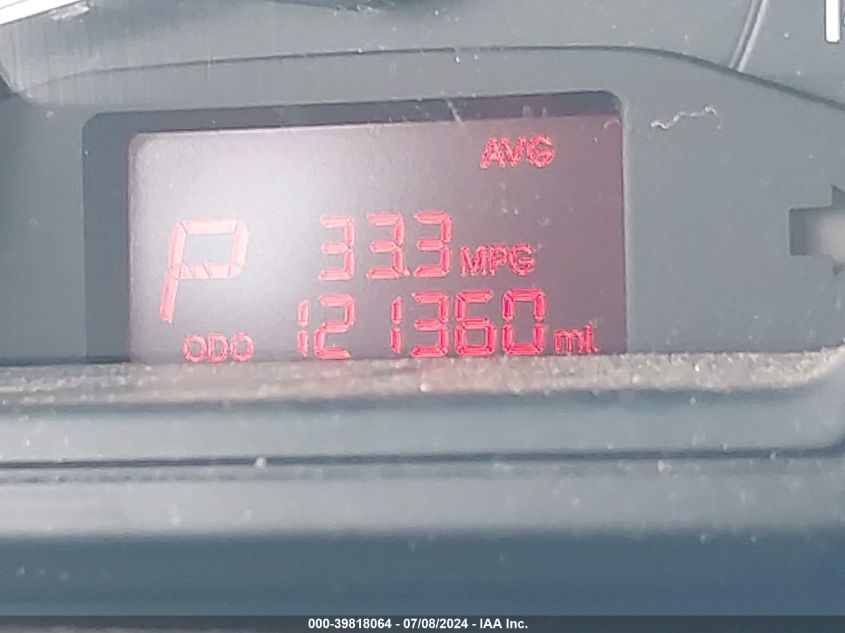 AVG
P 33.3 MPG
ODO 121360 mi.
000-39818064 - 07/08/2024 - IAA Inc.